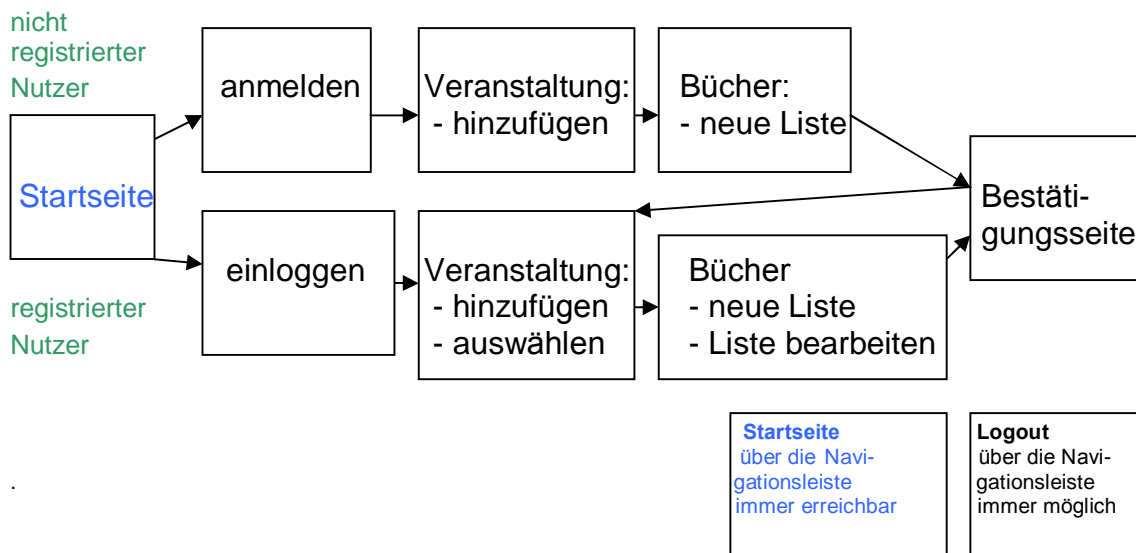 nicht
registrierter
Nutzer
anmelden
Veranstaltung:
- hinzufügen
Bücher:
- neue Liste
Startseite
Bestäti-
gungsseite
einloggen
Veranstaltung:
- hinzufügen
- auswählen
Bücher
- neue Liste
- Liste bearbeiten
registrierter
Nutzer
Startseite
über die Navi-
gationsleiste
immer erreichbar
Logout
über die Navi-
gationsleiste
immer möglich
.